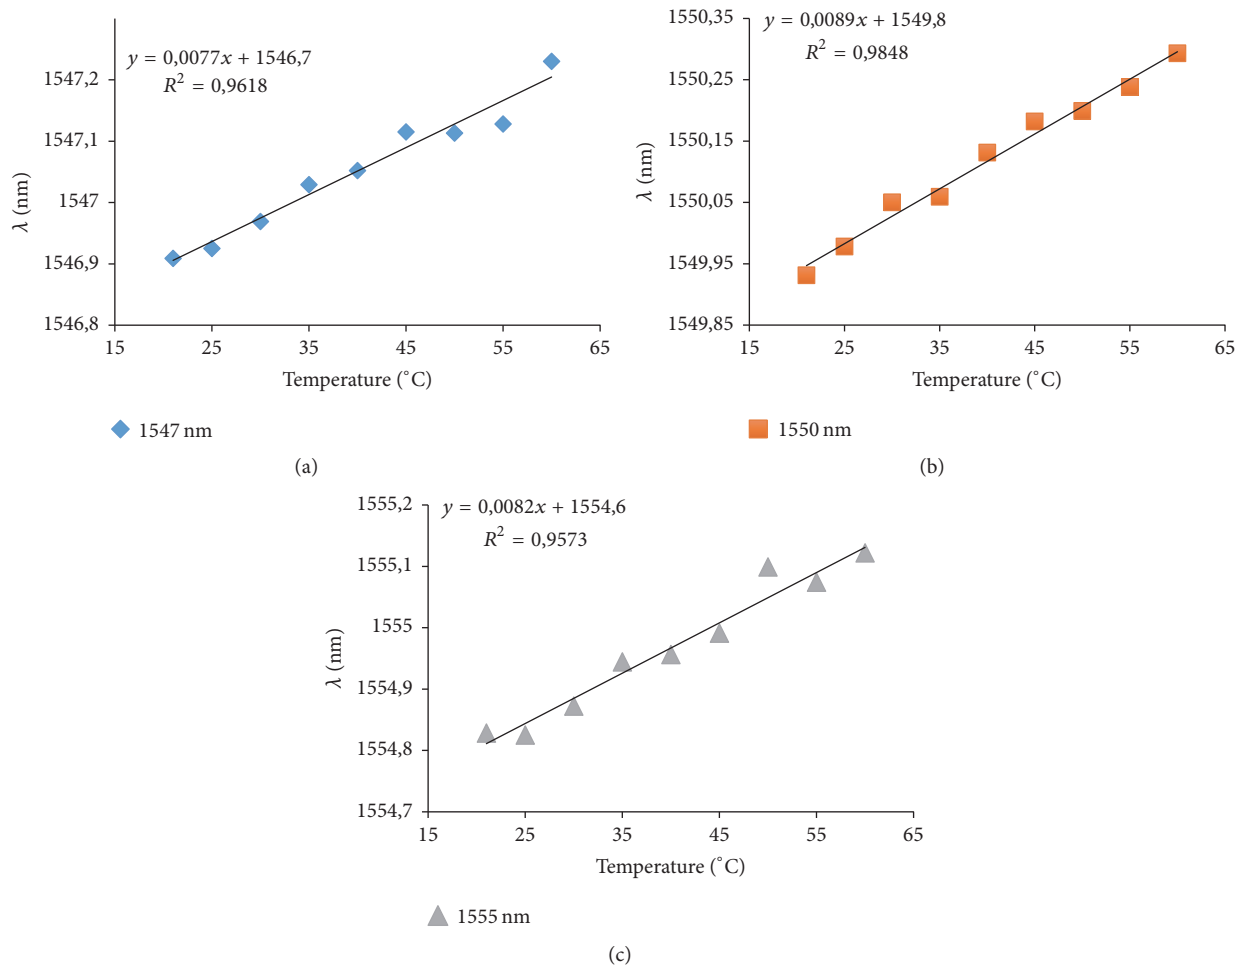 y = 0,0077x + 1546,7
R² = 0,9618
1547,2
1547,1
1547
1546,9
1546,8
λ (nm)
15 25 35 45 55 65
Temperature (°C)
1547 nm
(a)
y = 0,0089x + 1549,8
R² = 0,9848
1550,35
1550,25
1550,15
1550,05
1549,95
1549,85
λ (nm)
15 25 35 45 55 65
Temperature (°C)
1550 nm
(b)
y = 0,0082x + 1554,6
R² = 0,9573
1555,2
1555,1
1555
1554,9
1554,8
1554,7
λ (nm)
15 25 35 45 55 65
Temperature (°C)
1555 nm
(c)